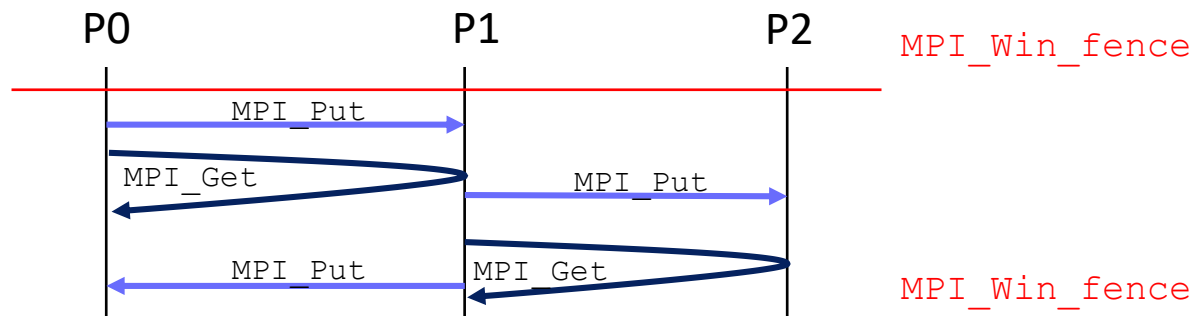 P0 P1 P2
MPI_Win_fence
MPI_Put
MPI_Get
MPI_Put
MPI_Put
MPI_Get
MPI_Win_fence